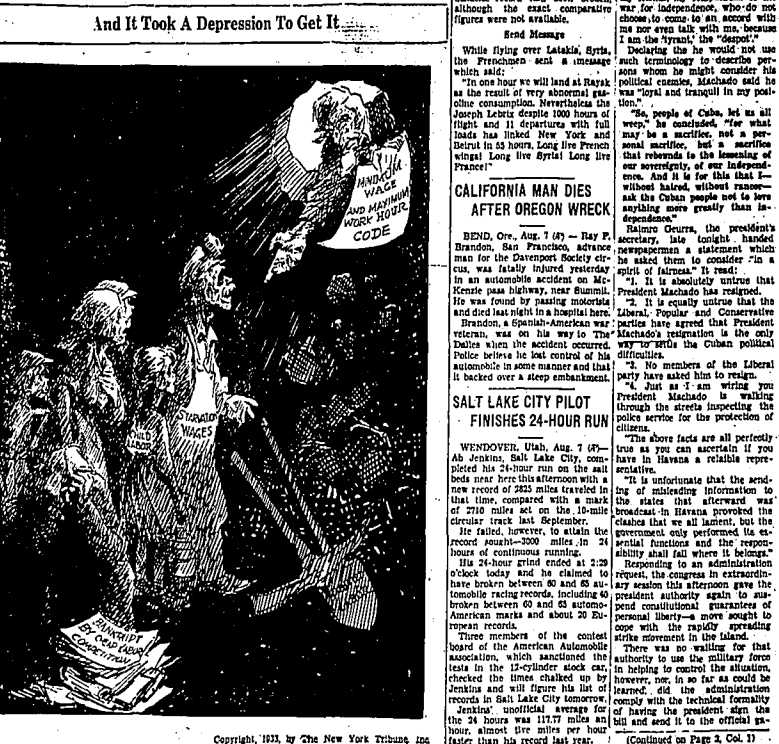 And It Took A Depression To Get It
MINIMUM
WAGE
AND MAXIMUM
WORK HOUR
CODE
CHILD
LABOR
STARVATION
WAGES
BANKRUPT
BY CHEAP LABOR
COMPETITION
Copyright, 1933, by The New York Tribune, Inc
although the exact comparative
figures were not available.
Send Message
While flying over Latakia, Syria,
the Frenchmen sent a message
which said:
"In one hour we will land at Rayak
as the result of very abnormal gas-
oline consumption. Nevertheless the
Joseph Lebrix despite 1000 hours of
flight and 11 departures with full
loads has linked New York and
Beirut in 55 hours. Long live French
wings! Long live Syria! Long live
France!"
CALIFORNIA MAN DIES
AFTER OREGON WRECK
BEND, Ore., Aug. 7 (AP) — Ray F.
Brandon, San Francisco, advance
man for the Davenport Society cir-
cus, was fatally injured yesterday
in an automobile accident on Mc-
Kenzie pass highway, near Summit.
He was found by passing motorists
and died last night in a hospital here.
Brandon, a Spanish-American war
veteran, was on his way to The
Dalles when the accident occurred.
Police believe he lost control of his
automobile in some manner and that
it backed over a steep embankment.
SALT LAKE CITY PILOT
FINISHES 24-HOUR RUN
WENDOVER, Utah, Aug. 7 (AP)—
Ab Jenkins, Salt Lake City, com-
pleted his 24-hour run on the salt
beds near here this afternoon with a
new record of 2825 miles traveled in
that time, compared with a mark
of 2710 miles set on the 10-mile
circular track last September.
He failed, however, to attain the
record sought—3000 miles in 24
hours of continuous running.
His 24-hour grind ended at 2:29
o'clock today and he claimed to
have broken between 60 and 65 au-
tomobile racing records, including 40
broken between 60 and 65 automo-
American marks and about 20 Eu-
ropean records.
Three members of the contest
board of the American Automobile
association, which sanctioned the
tests in the 12-cylinder stock car,
checked the times chalked up by
Jenkins and will figure his list of
records in Salt Lake City tomorrow.
Jenkins' unofficial average for
the 24 hours was 117.77 miles an
hour, almost five miles per hour
faster than his record last year.
war for independence, who do not
choose to come to an accord with
me nor even talk with me, because
I am the 'tyrant,' the "despot."
Declaring the he would not use
such terminology to describe per-
sons whom he might consider his
political enemies, Machado said he
was "loyal and tranquil in my posi-
tion."
"So, people of Cuba, let us all
weep," he concluded, "for what
may be a sacrifice, not a per-
sonal sacrifice, but a sacrifice
that rebounds to the lessening of
our sovereignty, of our independ-
ence. And it is for this that I—
without hatred, without rancor—
ask the Cuban people not to love
anything more greatly than in-
dependence."
Raimro Geurra, the president's
secretary, late tonight handed
newspapermen a statement which
he asked them to consider "in a
spirit of fairness." It read:
"1. It is absolutely untrue that
President Machado has resigned.
"2. It is equally untrue that the
Liberal, Popular and Conservative
parties have agreed that President
Machado's resignation is the only
way to settle the Cuban political
difficulties.
"3. No members of the Liberal
party have asked him to resign.
"4. Just as I am wiring you
President Machado is walking
through the streets inspecting the
police service for the protection of
citizens.
"The above facts are all perfectly
true as you can ascertain if you
have in Havana a relaible repre-
sentative.
"It is unfortunate that the send-
ing of misleading information to
the states that afterward was
broadcast in Havana provoked the
clashes that we all lament, but the
government only performed its es-
sential functions and the respon-
sibility shall fall where it belongs."
Responding to an administration
request, the congress in extraordin-
ary session this afternoon gave the
president authority again to sus-
pend constitutional guarantees of
personal liberty—a move sought to
cope with the rapidly spreading
strike movement in the island.
There was no waiting for that
authority to use the military force
in helping to control the situation,
however, nor, in so far as could be
learned, did the administration
comply with the technical formality
of having the president sign the
bill and send it to the official ga-
(Continued on Page 2, Col. 1)